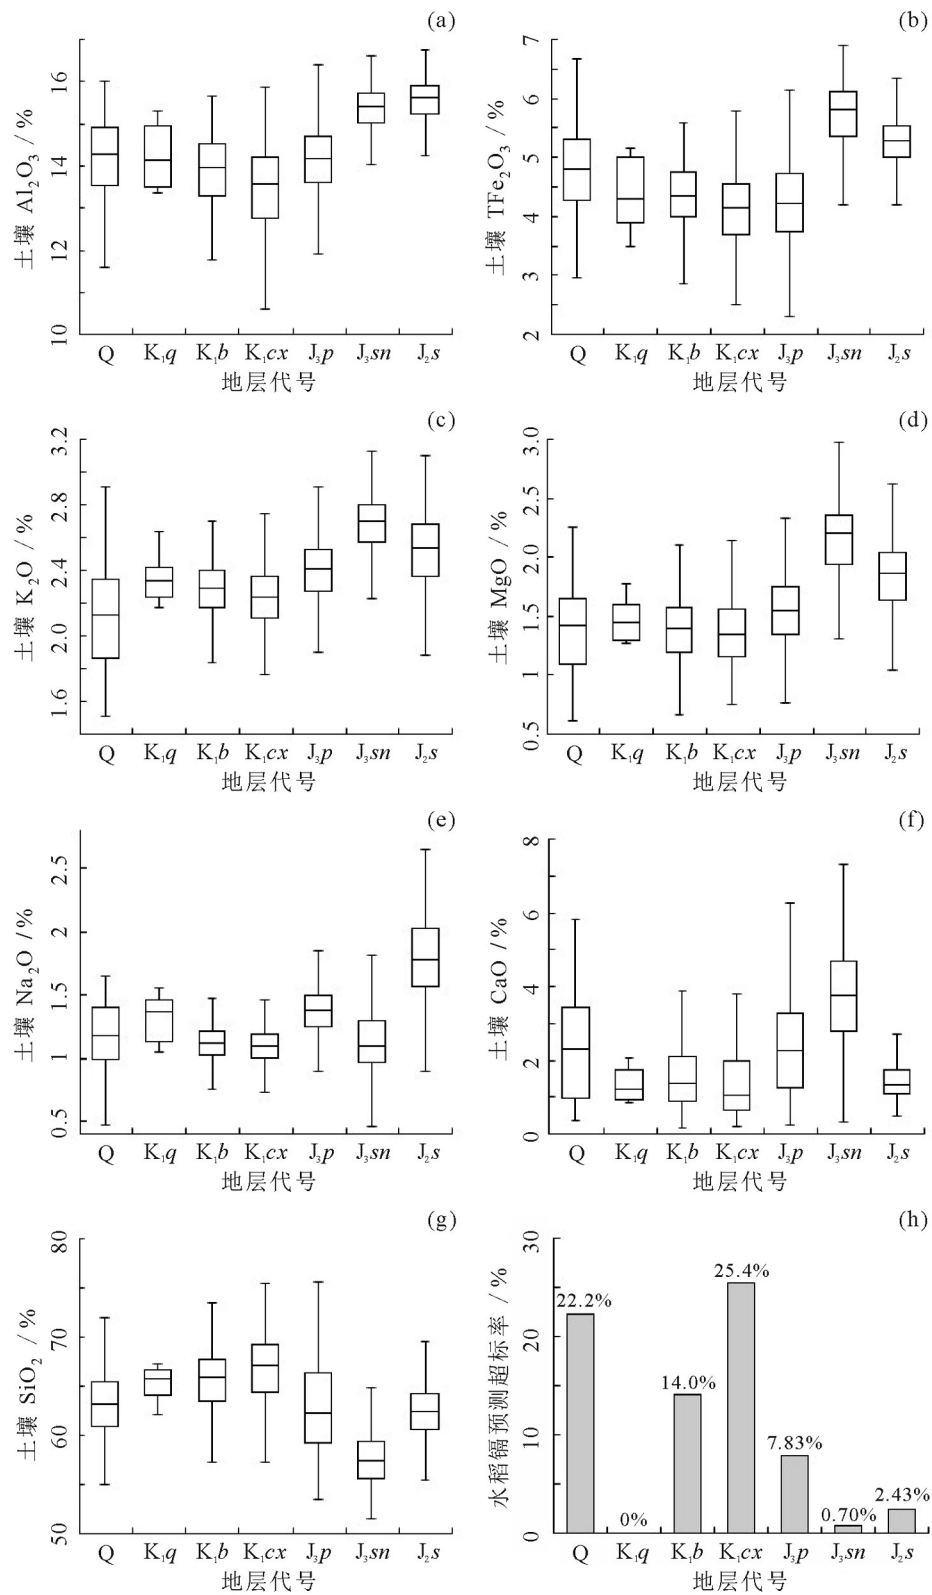 (a)
土壤 Al₂O₃ / %
16
14
12
10
Q K₁q K₁b K₁cx J₃p J₃sn J₂s
地层代号
(b)
土壤 TFe₂O₃ / %
7
6
5
4
3
2
Q K₁q K₁b K₁cx J₃p J₃sn J₂s
地层代号
(c)
土壤 K₂O / %
3.2
2.8
2.4
2.0
1.6
Q K₁q K₁b K₁cx J₃p J₃sn J₂s
地层代号
(d)
土壤 MgO / %
3.0
2.5
2.0
1.5
1
0.5
Q K₁q K₁b K₁cx J₃p J₃sn J₂s
地层代号
(e)
土壤 Na₂O /%
2.5
2
1.5
1
0.5
Q K₁q K₁b K₁cx J₃p J₃sn J₂s
地层代号
(f)
土壤 CaO /%
8
6
4
2
0
Q K₁q K₁b K₁cx J₃p J₃sn J₂s
地层代号
(g)
土壤 SiO₂ / %
80
70
60
50
Q K₁q K₁b K₁cx J₃p J₃sn J₂s
地层代号
(h)
水稻镉预测超标率 / %
30
20
10
0
22.2%
0%
14.0%
25.4%
7.83%
0.70%
2.43%
Q K₁q K₁b K₁cx J₃p J₃sn J₂s
地层代号